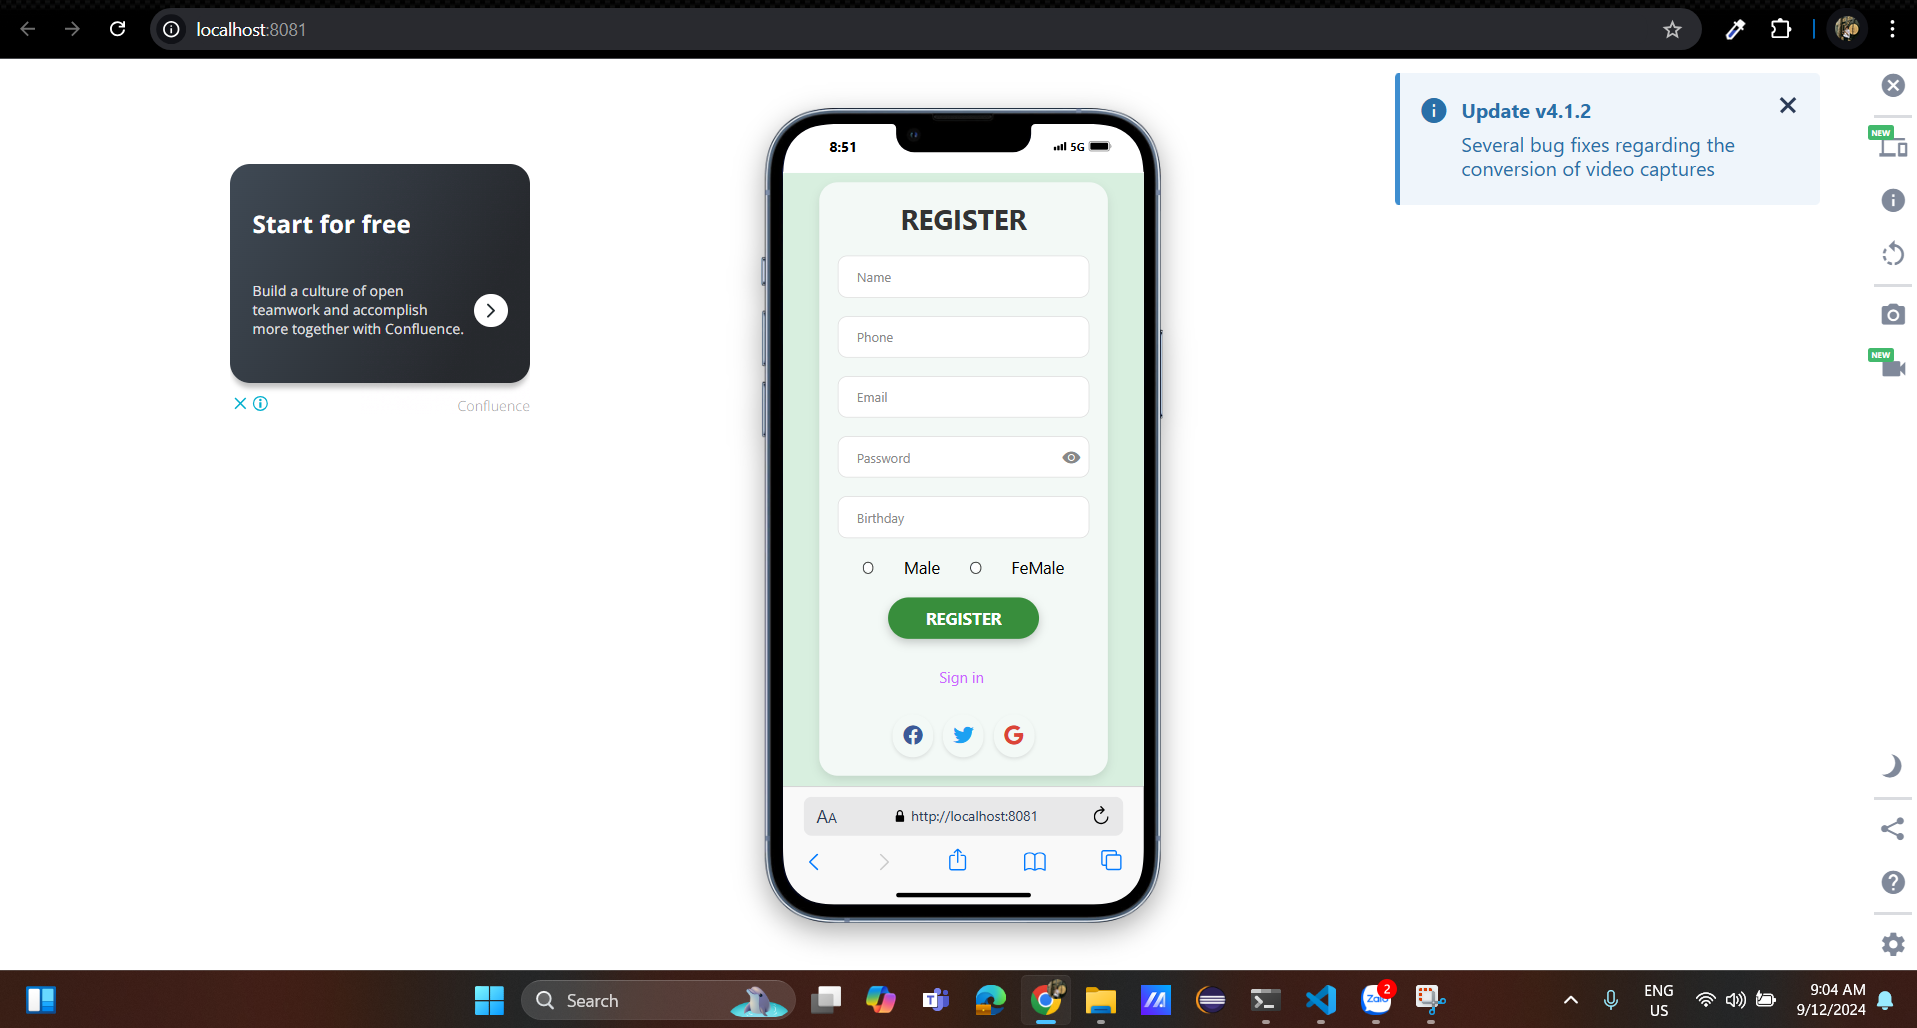 localhost:8081
Start for free
Build a culture of open
teamwork and accomplish
more together with Confluence.
Confluence
8:51
5G
REGISTER
Name
Phone
Email
Password
Birthday
Male FeMale
REGISTER
Sign in
AA http://localhost:8081
Update v4.1.2
Several bug fixes regarding the
conversion of video captures
NEW
NEW
Search
Zalo 2
ENG
US
9:04 AM
9/12/2024